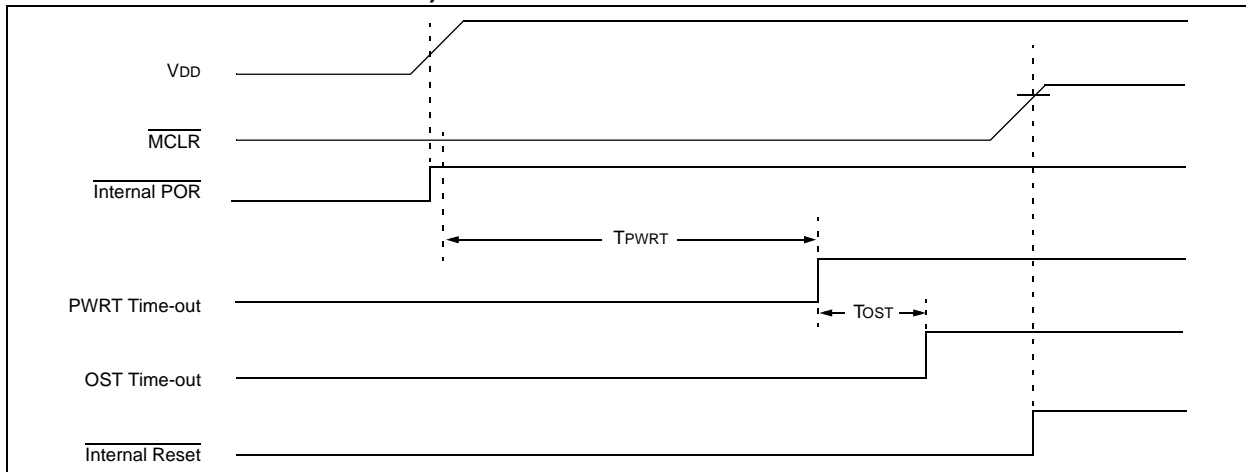 VDD
MCLR
Internal POR
TPWRT
PWRT Time-out
TOST
OST Time-out
Internal Reset